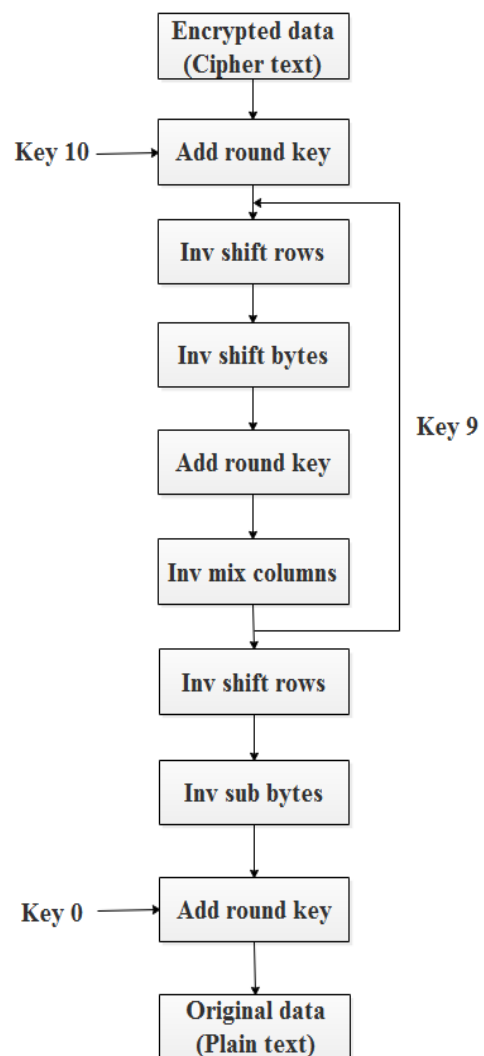 Encrypted data
(Cipher text)
Key 10
Add round key
Inv shift rows
Inv shift bytes
Key 9
Add round key
Inv mix columns
Inv shift rows
Inv sub bytes
Key 0
Add round key
Original data
(Plain text)